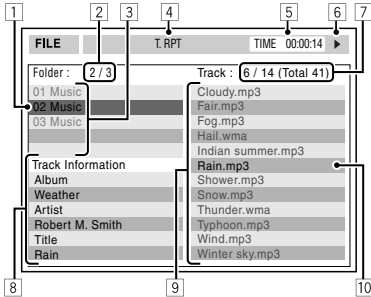 1 2 3 4 5 6 7
FILE T. RPT TIME 00:00:14
Folder : 2 / 3 Track : 6 / 14 (Total 41)
01 Music
02 Music
03 Music
Cloudy.mp3
Fair.mp3
Fog.mp3
Hail.wma
Indian summer.mp3
Rain.mp3
Shower.mp3
Snow.mp3
Thunder.wma
Typhoon.mp3
Wind.mp3
Winter sky.mp3
Track Information
Album
Weather
Artist
Robert M. Smith
Title
Rain
8 9 10